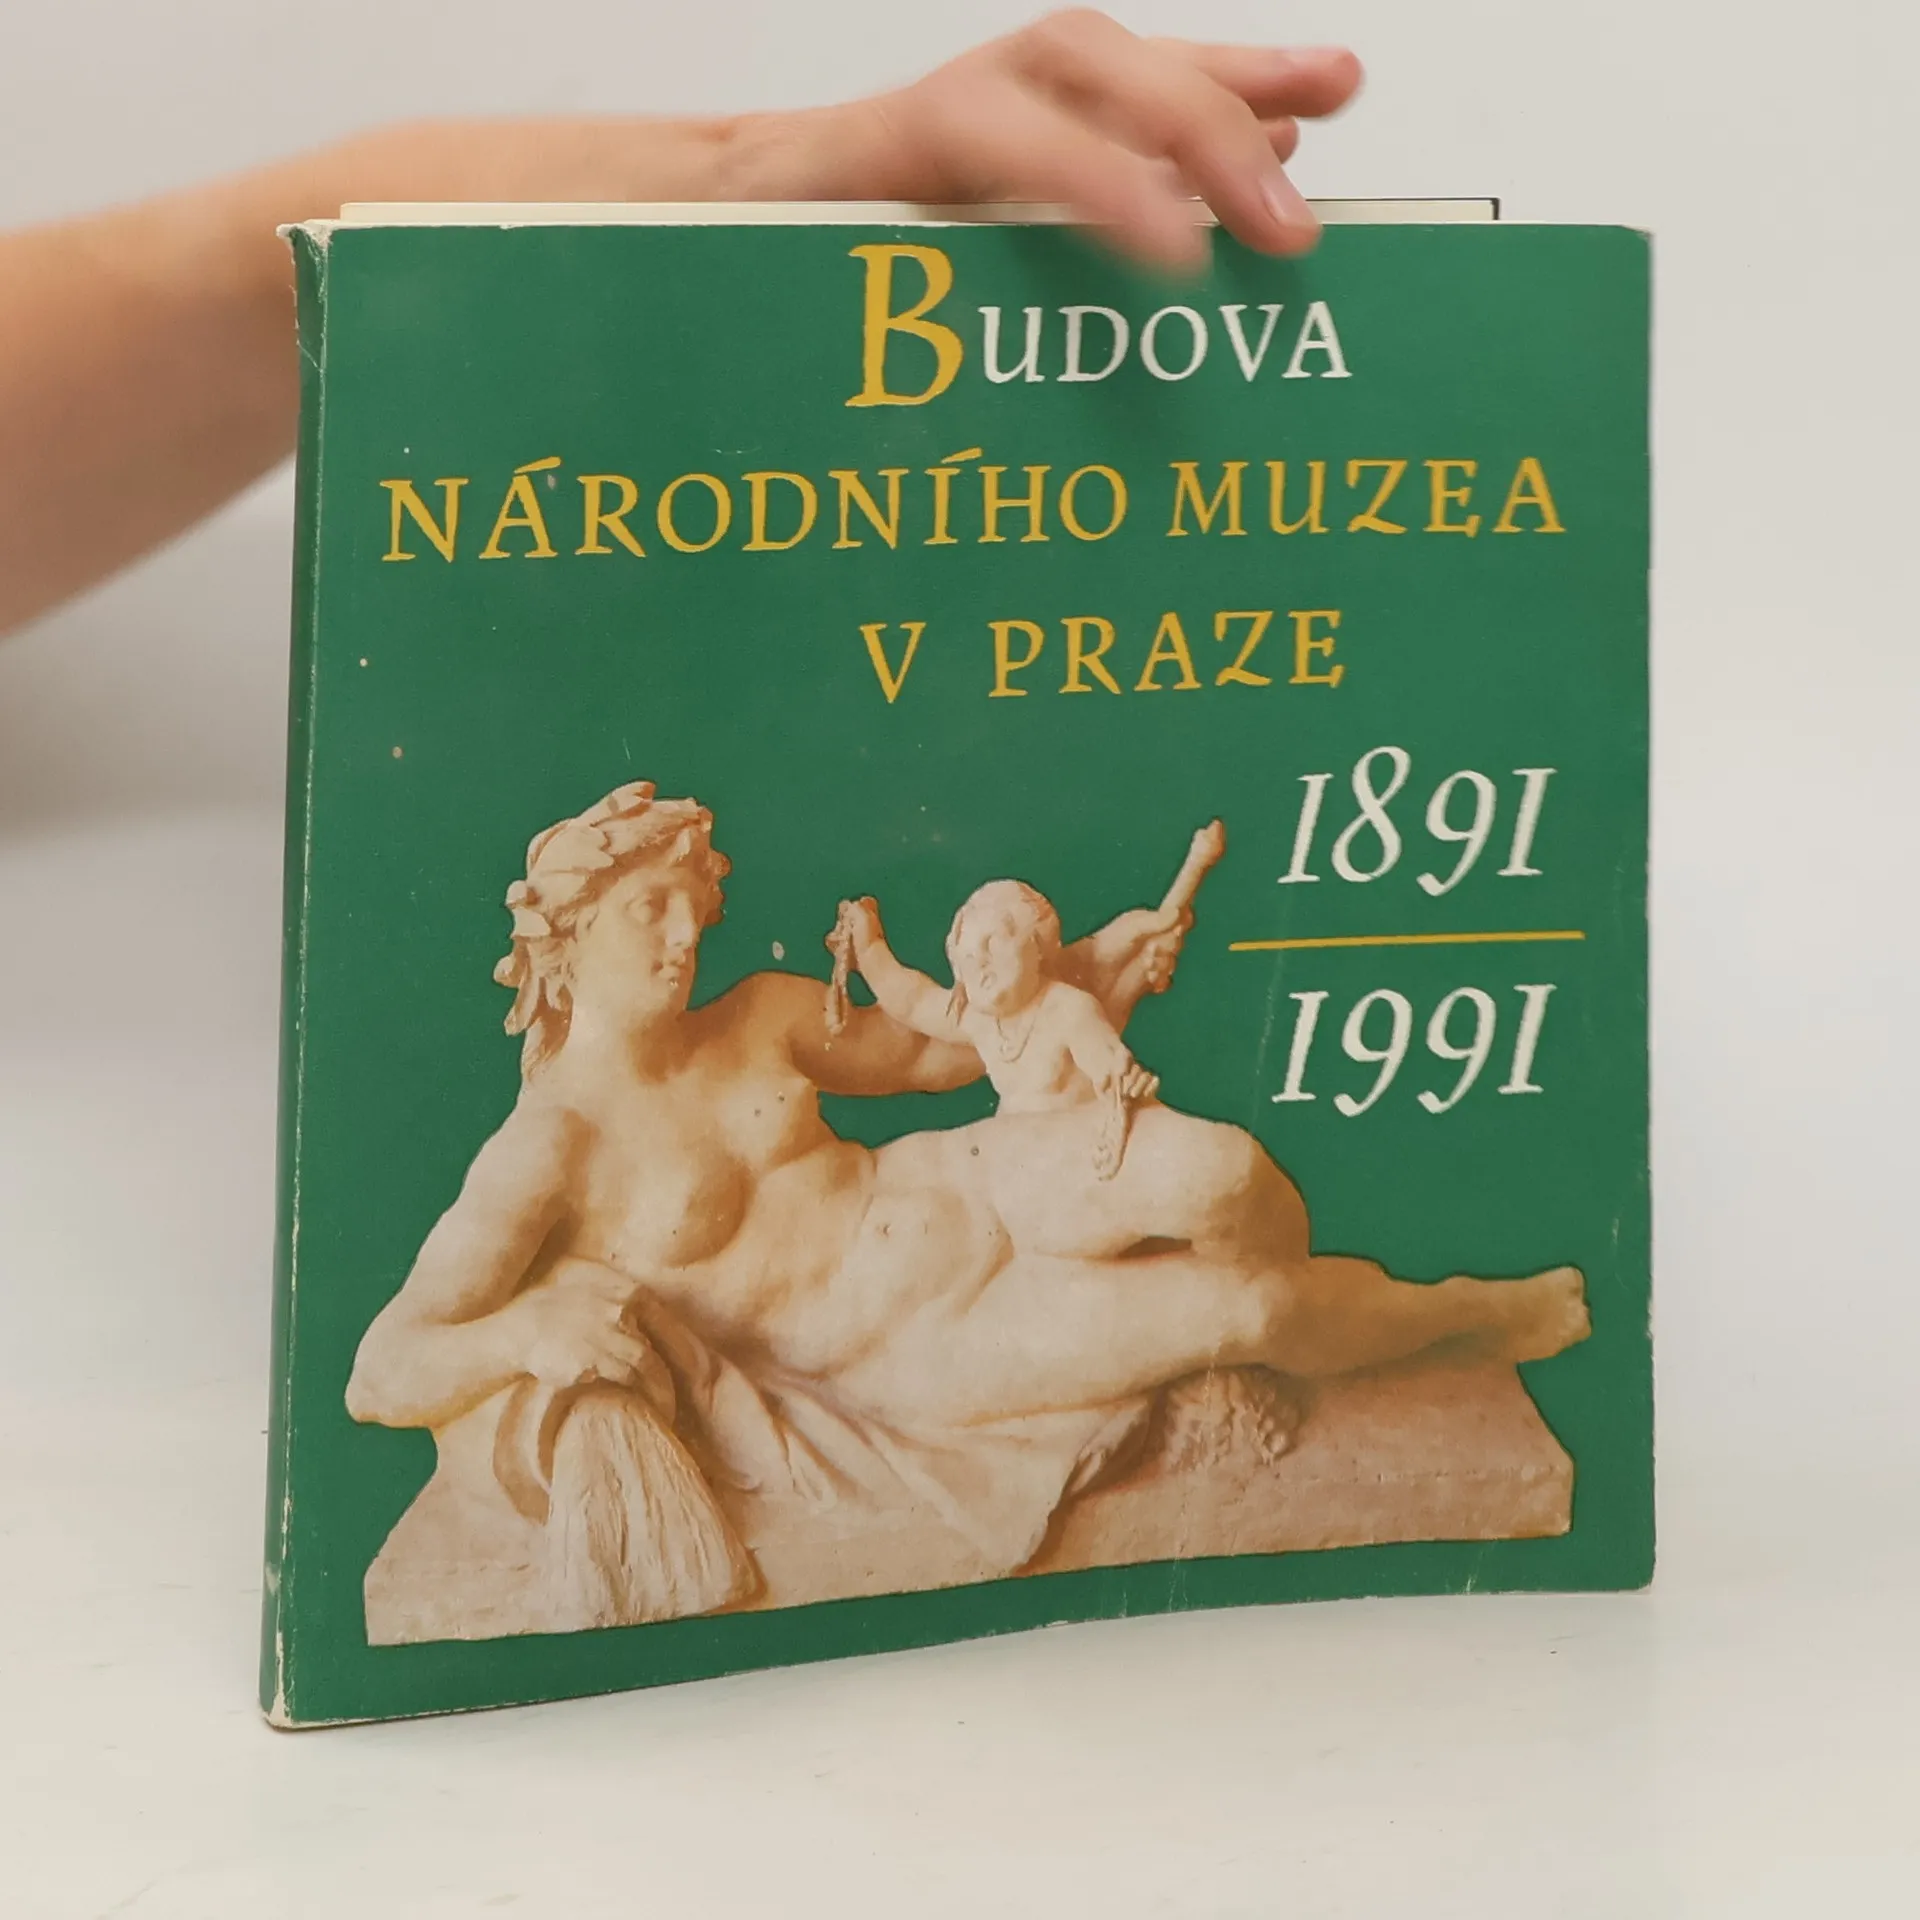 BUDOVA
NÁRODNÍHO MUZEA
V PRAZE
1891
1991